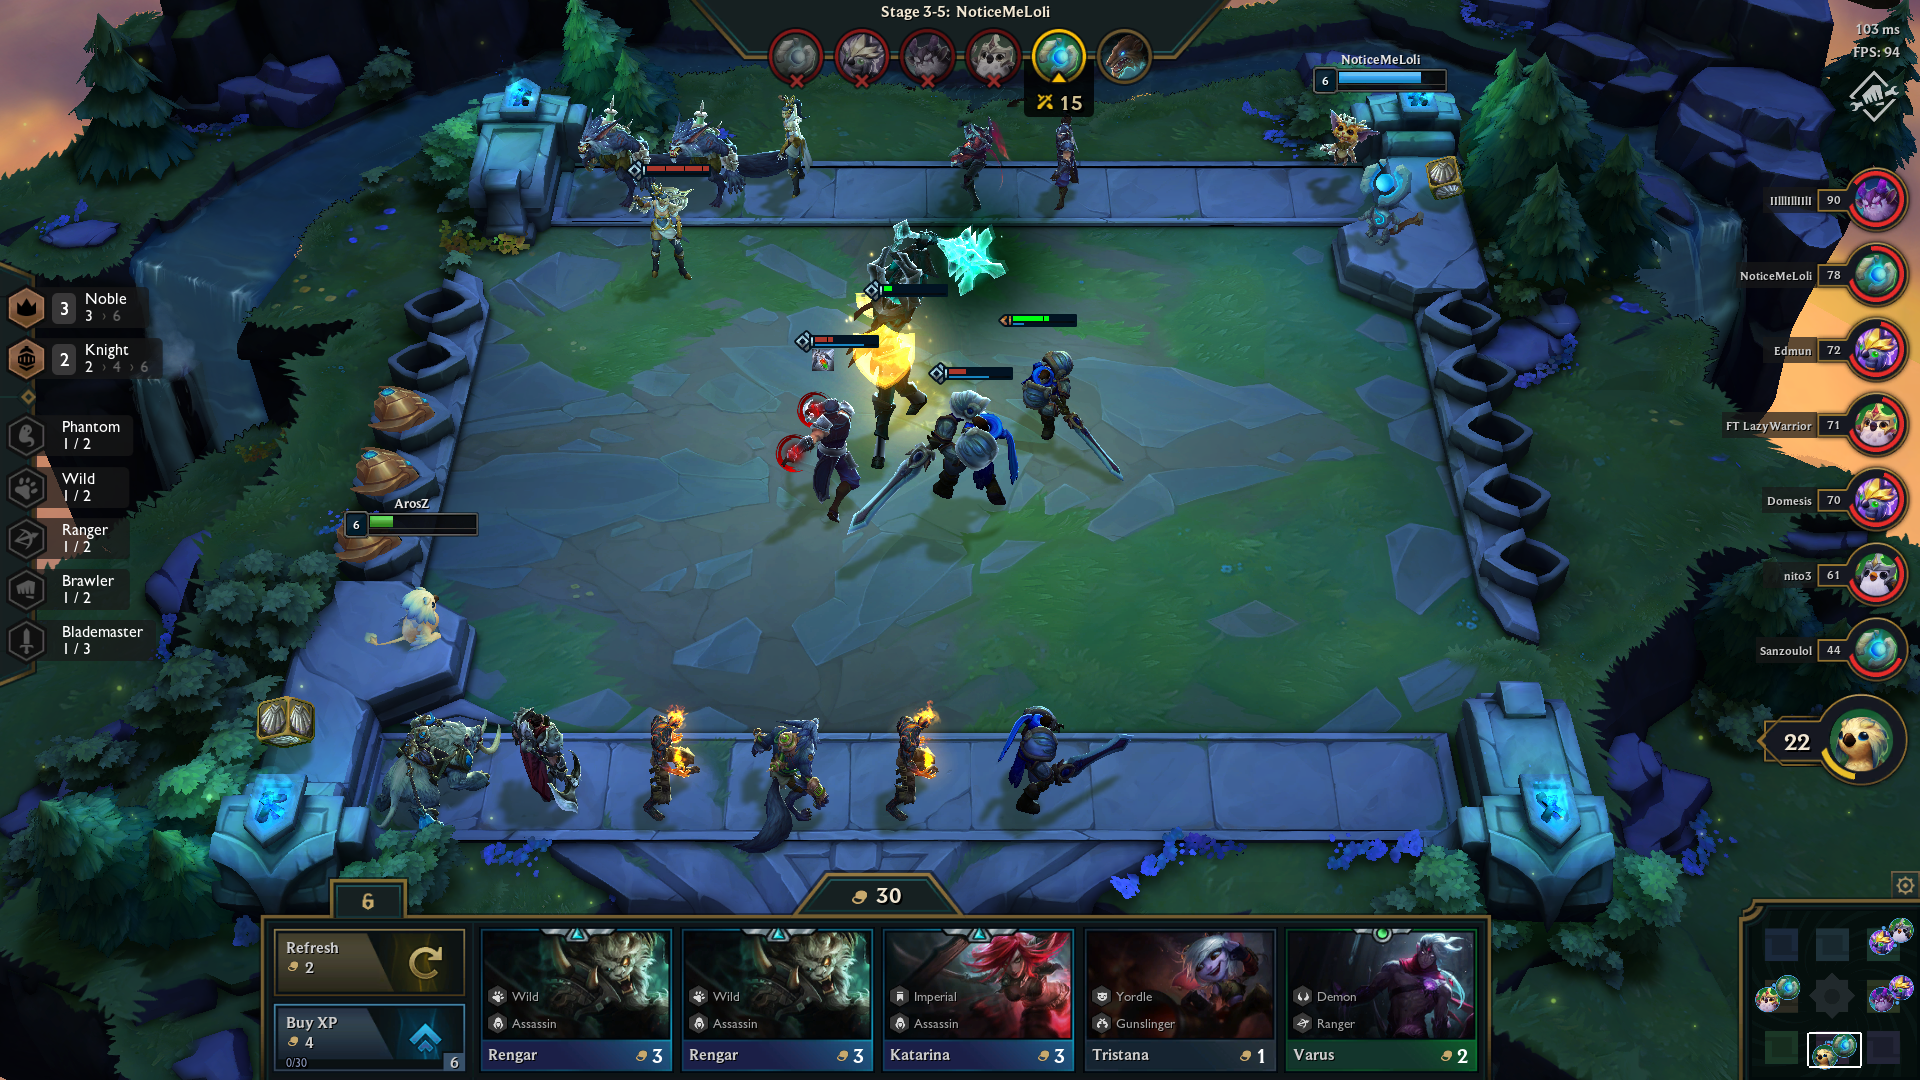 Stage 3-5: NoticeMeLoli
103 ms
FPS: 94
NoticeMeLoli
6
15
90
NoticeMeLoli 78
Edmun 72
FT LazyWarrior 71
Domesis 70
nito3 61
Sanzoulol 44
22
3 Noble
3 › 6
2 Knight
2 › 4 › 6
Phantom
1 / 2
Wild
1 / 2
Ranger
1 / 2
Brawler
1 / 2
Blademaster
1 / 3
ArosZ
6
6
30
Refresh
2
Buy XP
4
0/30
6
Wild
Assassin
Rengar 3
Wild
Assassin
Rengar 3
Imperial
Assassin
Katarina 3
Yordle
Gunslinger
Tristana 1
Demon
Ranger
Varus 2